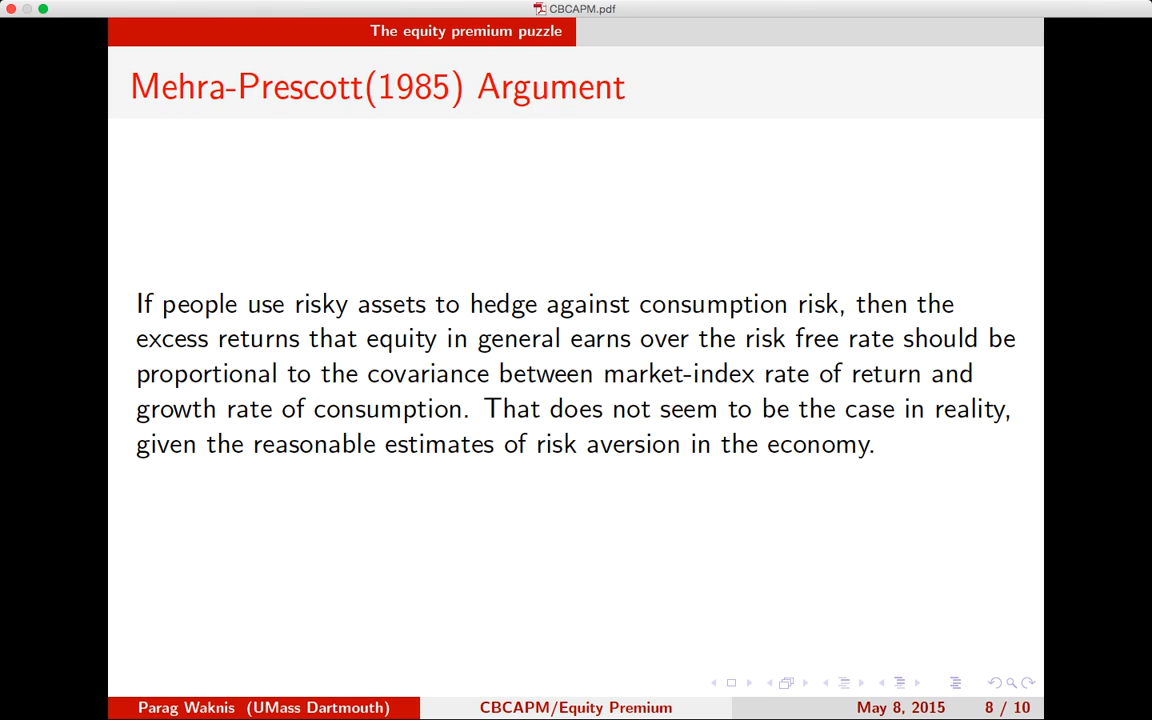 CBCAPM.pdf
The equity premium puzzle
Mehra-Prescott(1985) Argument
If people use risky assets to hedge against consumption risk, then the
excess returns that equity in general earns over the risk free rate should be
proportional to the covariance between market-index rate of return and
growth rate of consumption. That does not seem to be the case in reality,
given the reasonable estimates of risk aversion in the economy.
Parag Waknis (UMass Dartmouth) CBCAPM/Equity Premium May 8, 2015 8 / 10